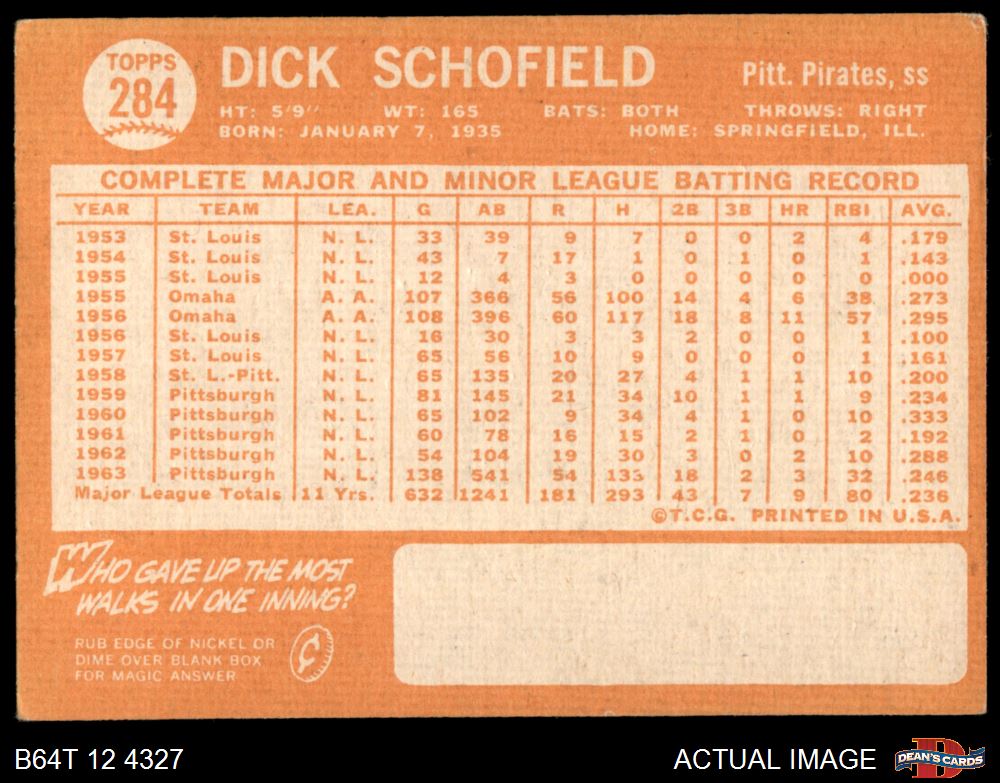 TOPPS
284
DICK SCHOFIELD
Pitt. Pirates, ss
HT: 5'9" WT: 165 BATS: BOTH THROWS: RIGHT
BORN: JANUARY 7, 1935 HOME: SPRINGFIELD, ILL.
COMPLETE MAJOR AND MINOR LEAGUE BATTING RECORD
YEAR TEAM LEA. G AB R H 2B 3B HR RBI AVG.
1953 St. Louis N. L. 33 39 9 7 0 0 2 4 .179
1954 St. Louis N. L. 43 7 17 1 0 1 0 1 .143
1955 St. Louis N. L. 12 4 3 0 0 0 0 0 .000
1955 Omaha A. A. 107 366 56 100 14 4 6 38 .273
1956 Omaha A. A. 108 396 60 117 18 8 11 57 .295
1956 St. Louis N. L. 16 30 3 3 2 0 0 1 .100
1957 St. Louis N. L. 65 56 10 9 0 0 0 1 .161
1958 St. L.-Pitt. N. L. 65 135 20 27 4 1 1 10 .200
1959 Pittsburgh N. L. 81 145 21 34 10 1 1 9 .234
1960 Pittsburgh N. L. 65 102 9 34 4 1 0 10 .333
1961 Pittsburgh N. L. 60 78 16 15 2 1 0 2 .192
1962 Pittsburgh N. L. 54 104 19 30 3 0 2 10 .288
1963 Pittsburgh N. L. 138 541 54 133 18 2 3 32 .246
Major League Totals 11 Yrs. 632 1241 181 293 43 7 9 80 .236
©T.C.G. PRINTED IN U.S.A.
WHO GAVE UP THE MOST
WALKS IN ONE INNING?
RUB EDGE OF NICKEL OR
DIME OVER BLANK BOX
FOR MAGIC ANSWER
¢
B64T 12 4327
ACTUAL IMAGE
D
DEAN'S CARDS